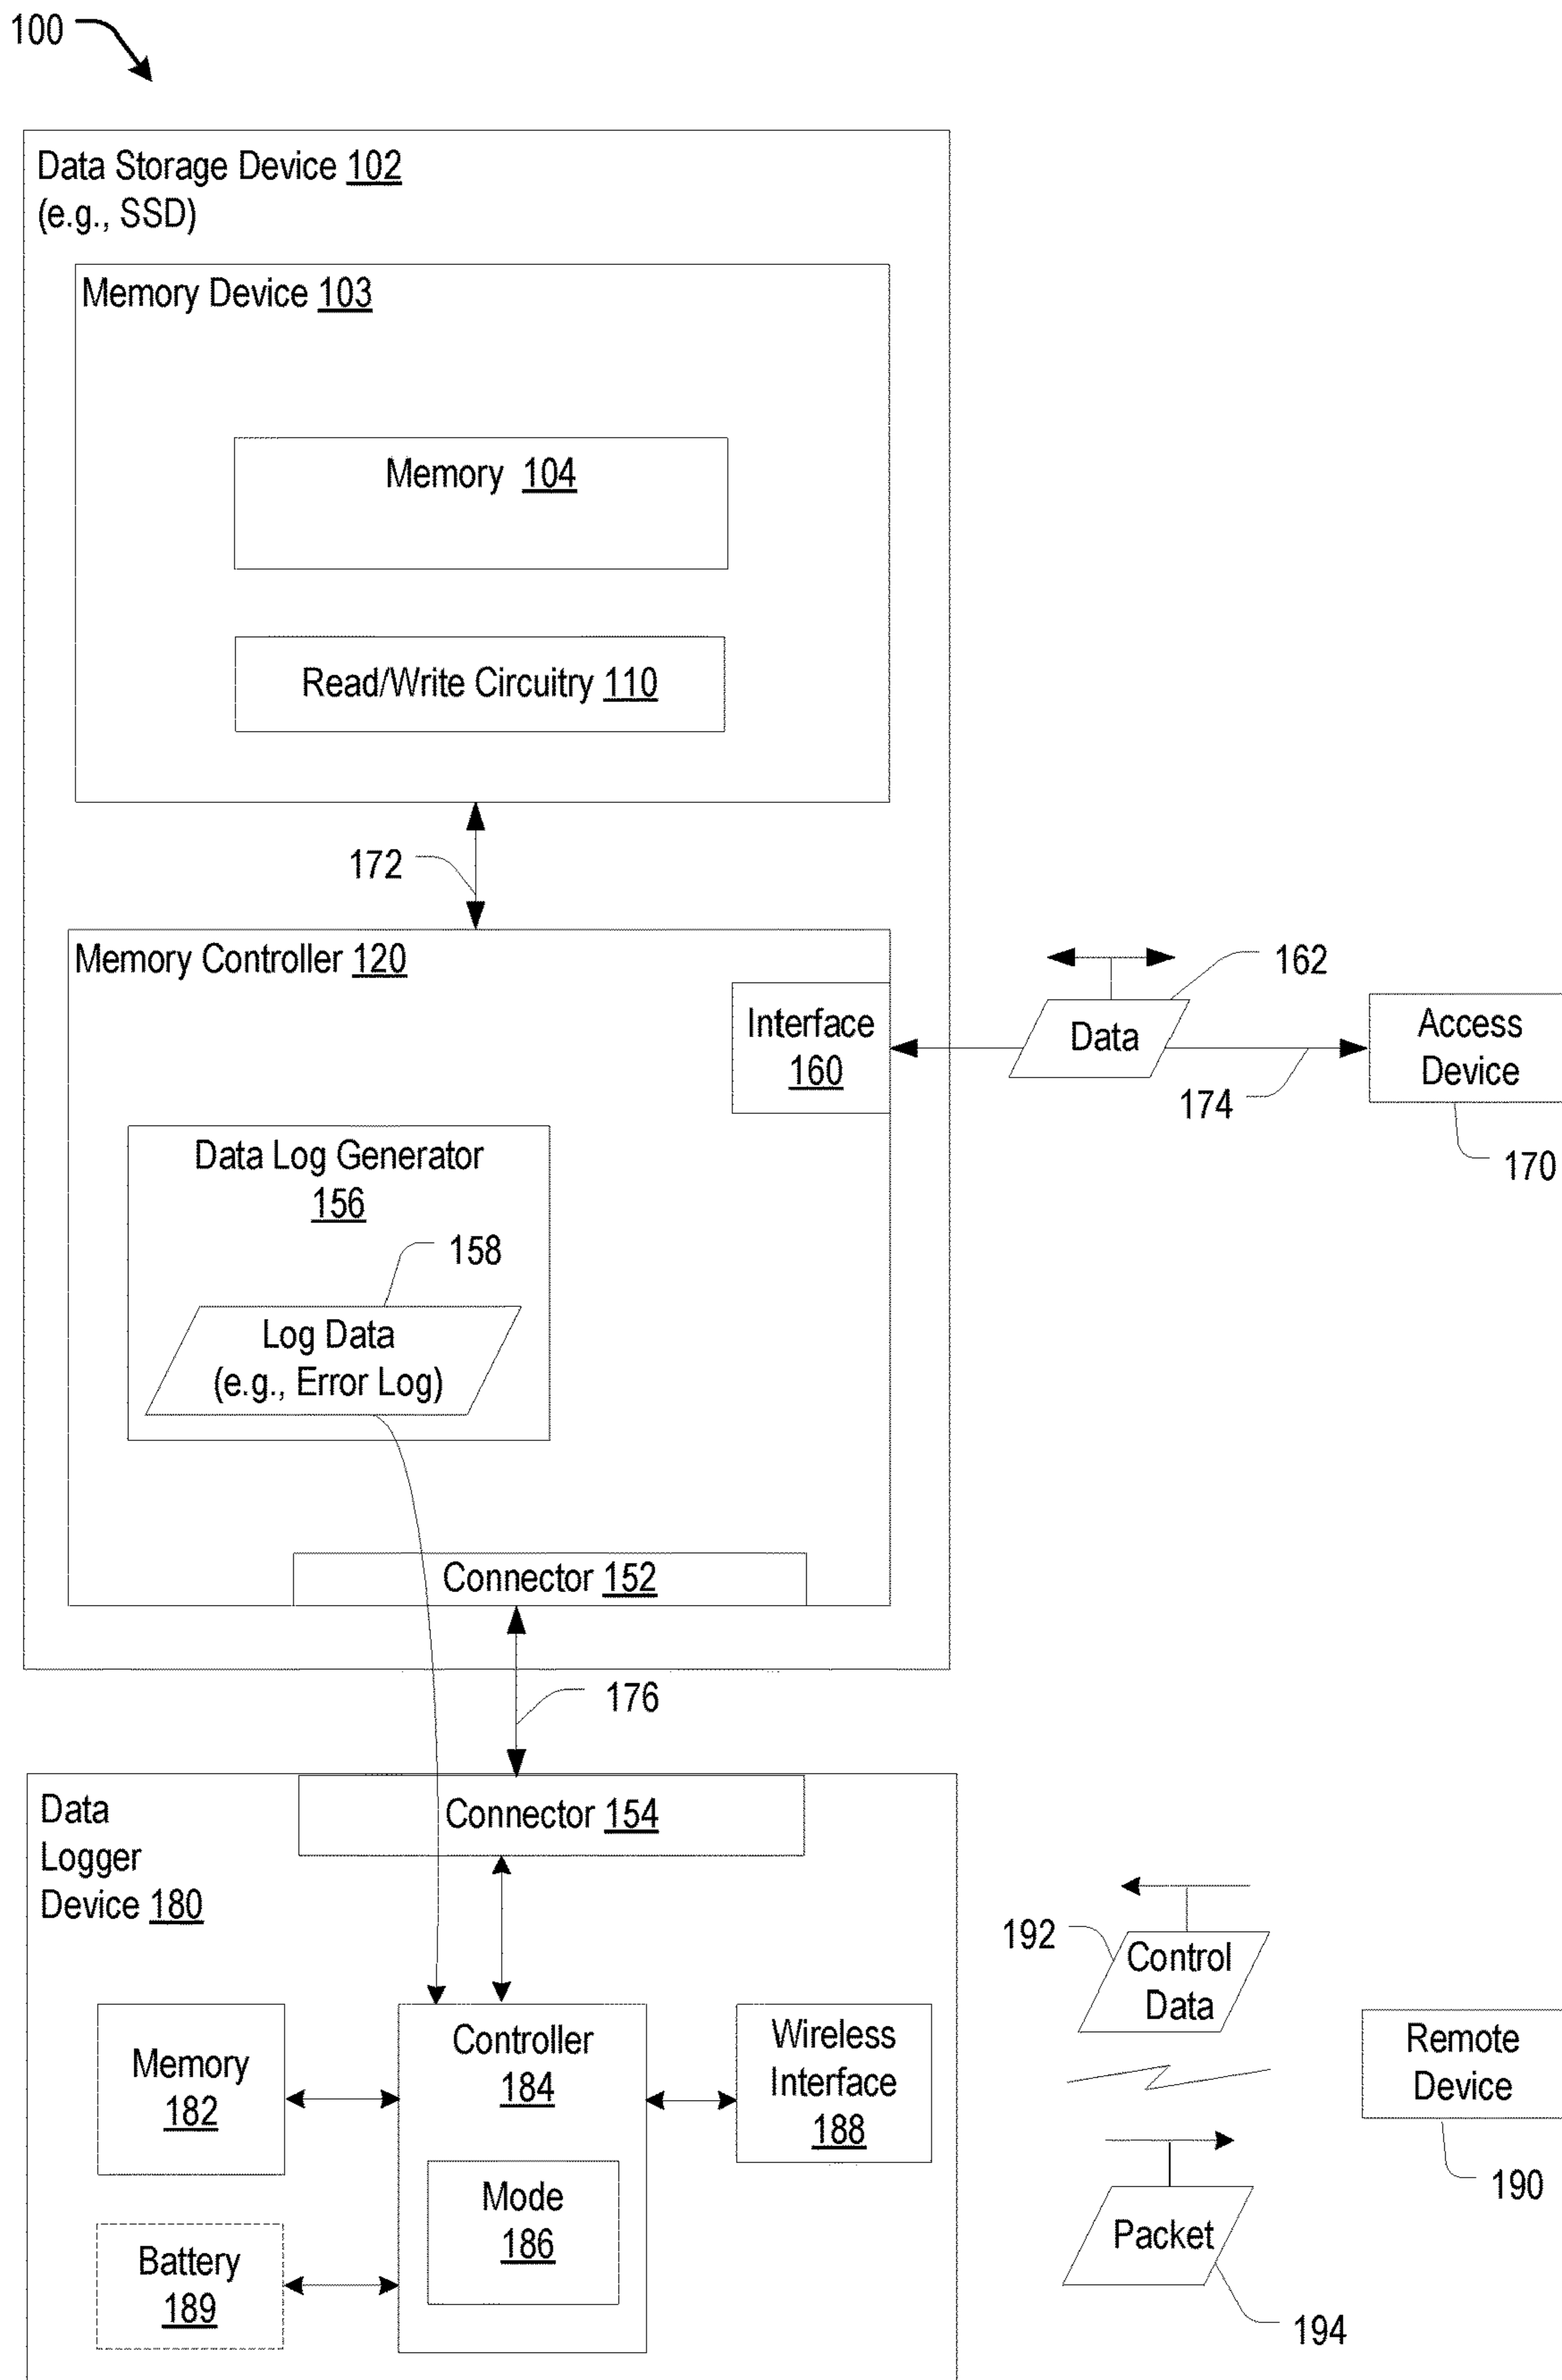 100
Data Storage Device 102
(e.g., SSD)
Memory Device 103
Memory 104
Read/Write Circuitry 110
172
Memory Controller 120
Interface
160
Data
162
174
Access
Device
170
Data Log Generator
156
158
Log Data
(e.g., Error Log)
Connector 152
176
Data
Logger
Device 180
Connector 154
Memory
182
Controller
184
Mode
186
Wireless
Interface
188
Battery
189
192
Control
Data
Remote
Device
190
Packet
194